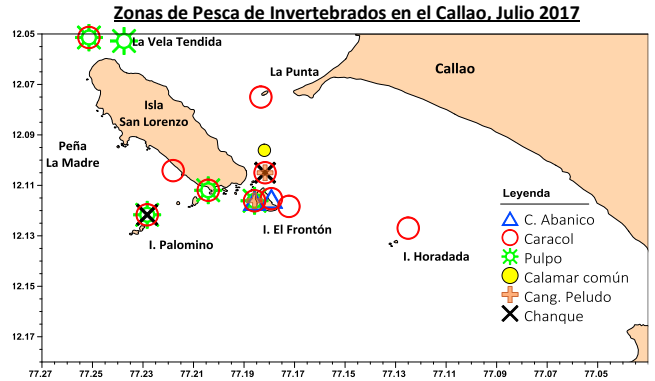 Zonas de Pesca de Invertebrados en el Callao, Julio 2017
12.05
La Vela Tendida
La Punta
Callao
12.07
Isla
San Lorenzo
12.09
Peña
La Madre
12.11
Leyenda
C. Abanico
Caracol
Pulpo
Calamar común
Cang. Peludo
Chanque
I. El Frontón
I. Palomino
12.13
I. Horadada
12.15
12.17
77.27
77.25
77.23
77.21
77.19
77.17
77.15
77.13
77.11
77.09
77.07
77.05